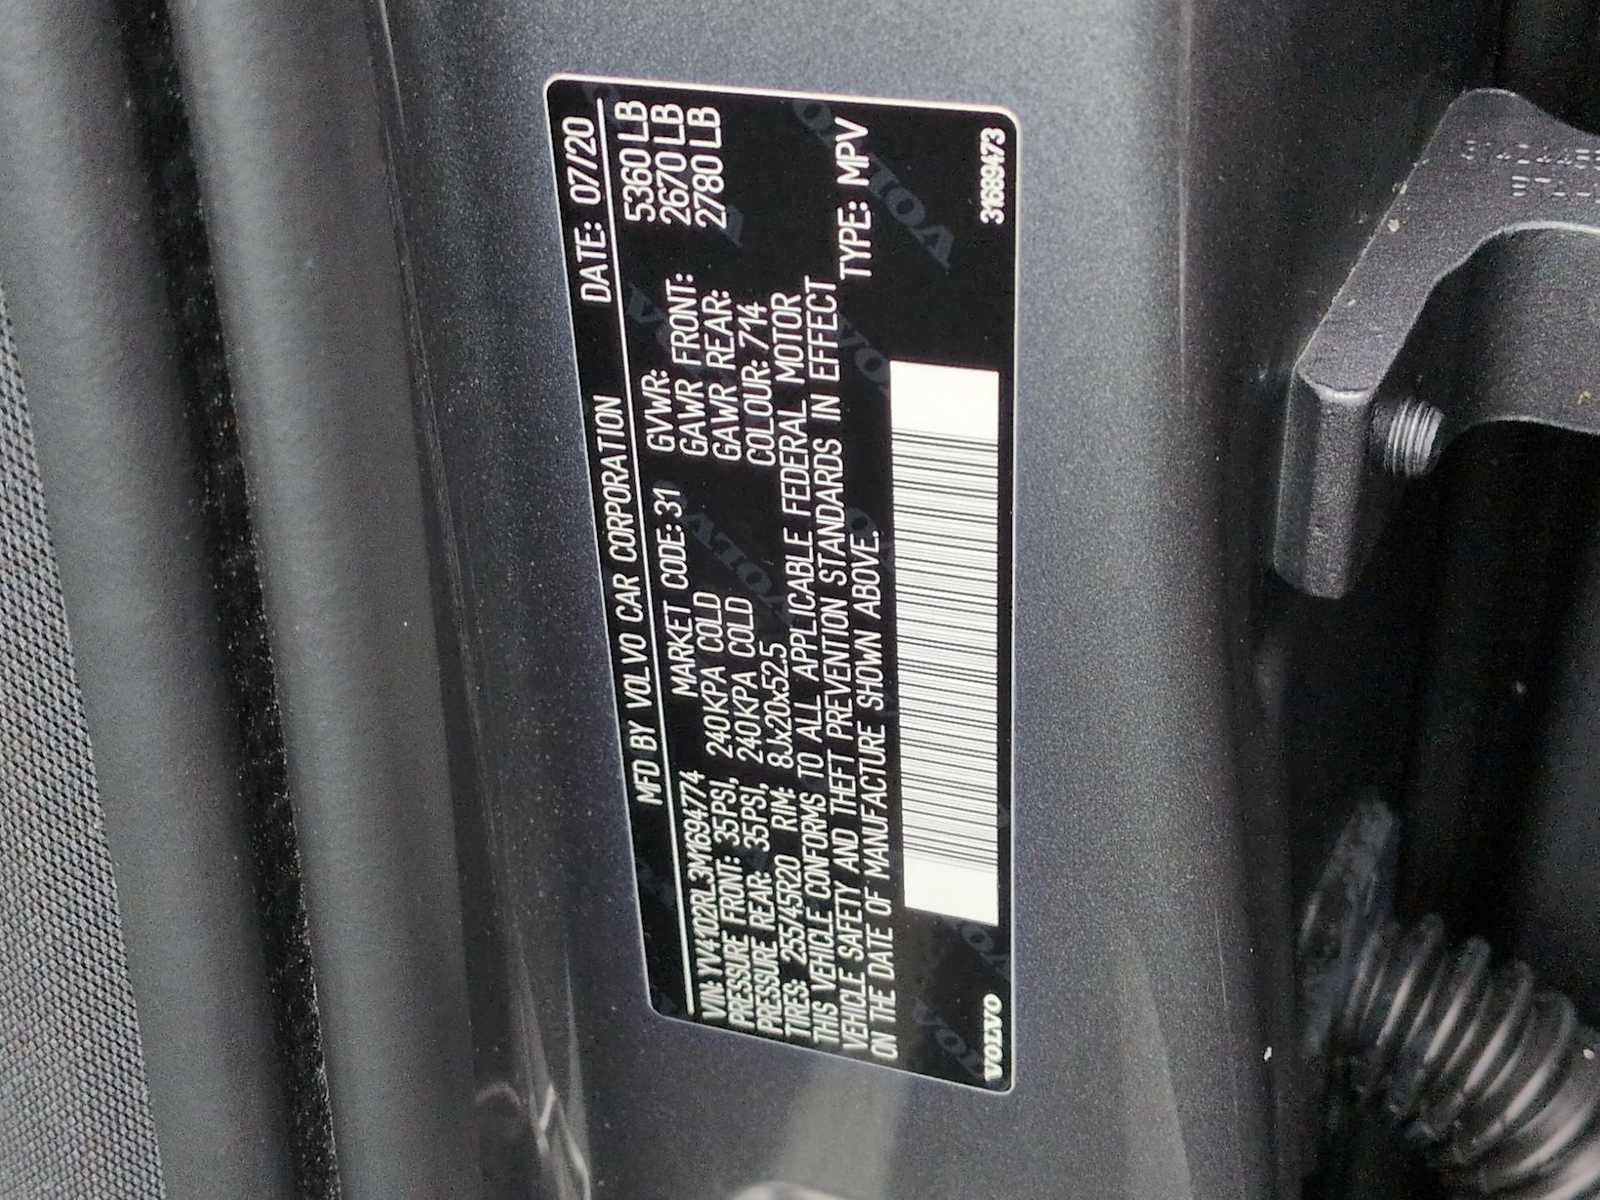 MFD BY VOLVO CAR CORPORATION DATE: 07/20
VIN: YV4102RL3M1694774 MARKET CODE: 31 GVWR: 5360 LB
PRESSURE FRONT: 35PSI, 240KPA COLD GAWR FRONT: 2670 LB
PRESSURE REAR: 35PSI, 240KPA COLD GAWR REAR: 2780 LB
TIRES: 255/45R20 RIM: 8Jx20x52.5 COLOUR: 714
THIS VEHICLE CONFORMS TO ALL APPLICABLE FEDERAL MOTOR
VEHICLE SAFETY AND THEFT PREVENTION STANDARDS IN EFFECT
ON THE DATE OF MANUFACTURE SHOWN ABOVE. TYPE: MPV
VOLVO 31689473